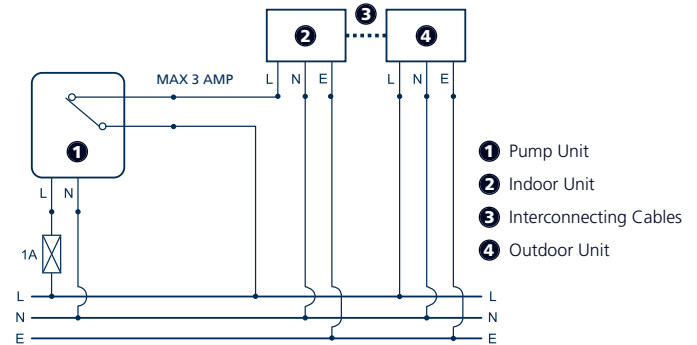 3
2
4
MAX 3 AMP
L N E
L N E
1
1 Pump Unit
2 Indoor Unit
3 Interconnecting Cables
4 Outdoor Unit
L N
1A
L L
N N
E E